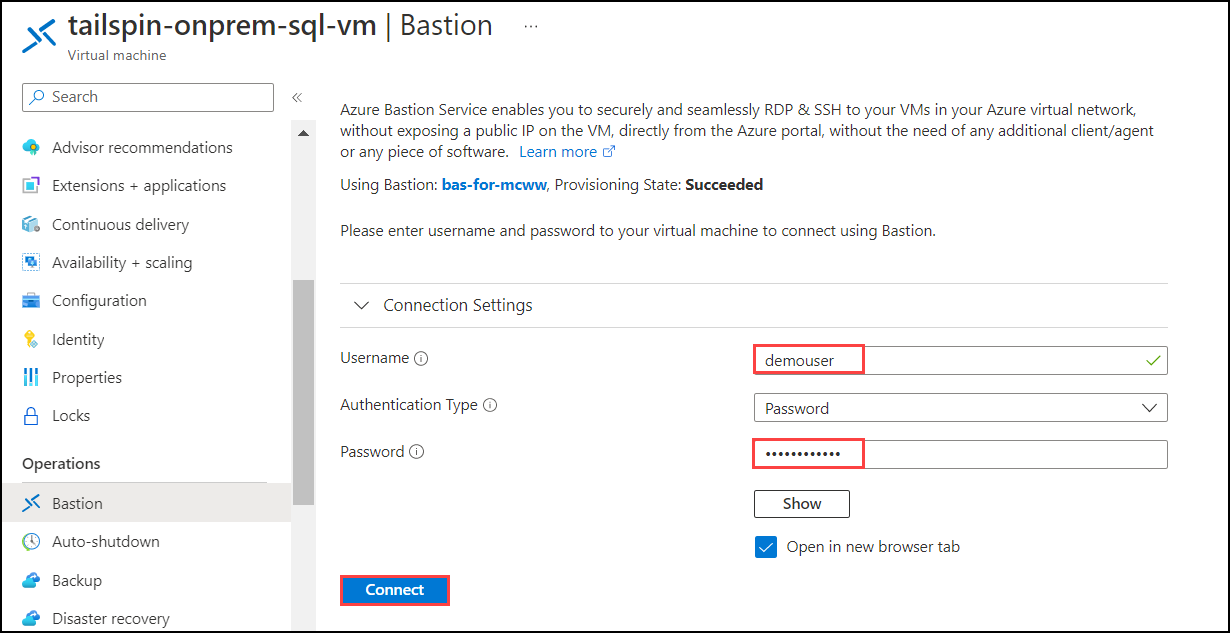 tailspin-onprem-sql-vm | Bastion ...
Virtual machine
Search
«
Advisor recommendations
Extensions + applications
Continuous delivery
Availability + scaling
Configuration
Identity
Properties
Locks
Operations
Bastion
Auto-shutdown
Backup
Disaster recovery
Azure Bastion Service enables you to securely and seamlessly RDP & SSH to your VMs in your Azure virtual network,
without exposing a public IP on the VM, directly from the Azure portal, without the need of any additional client/agent
or any piece of software. Learn more
Using Bastion: bas-for-mcww, Provisioning State: Succeeded
Please enter username and password to your virtual machine to connect using Bastion.
Connection Settings
Username
demouser
Authentication Type
Password
Password
••••••••••••
Show
Open in new browser tab
Connect